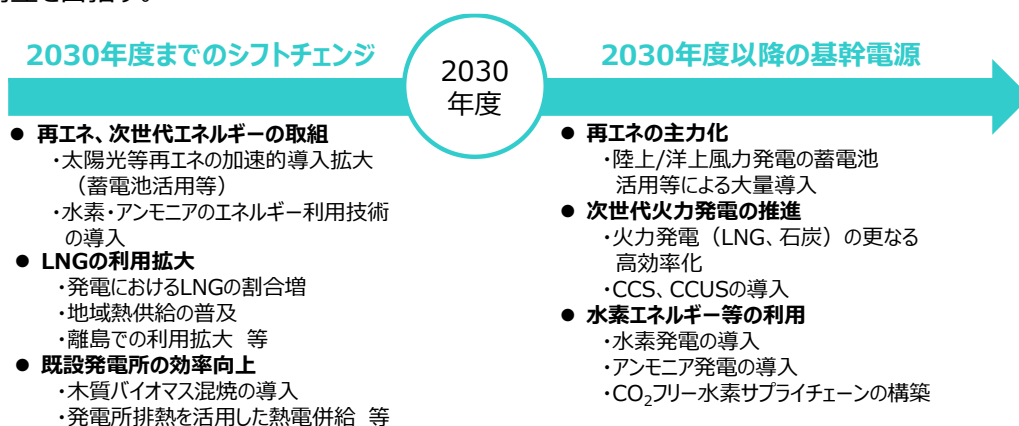 2030年度までのシフトチェンジ
2030
年度
2030年度以降の基幹電源
● 再エネ、次世代エネルギーの取組
・太陽光等再エネの加速的導入拡大
（蓄電池活用等）
・水素・アンモニアのエネルギー利用技術
の導入
● LNGの利用拡大
・発電におけるLNGの割合増
・地域熱供給の普及
・離島での利用拡大 等
● 既設発電所の効率向上
・木質バイオマス混焼の導入
・発電所排熱を活用した熱電併給 等
● 再エネの主力化
・陸上/洋上風力発電の蓄電池
活用等による大量導入
● 次世代火力発電の推進
・火力発電（LNG、石炭）の更なる
高効率化
・CCS、CCUSの導入
● 水素エネルギー等の利用
・水素発電の導入
・アンモニア発電の導入
・CO₂フリー水素サプライチェーンの構築